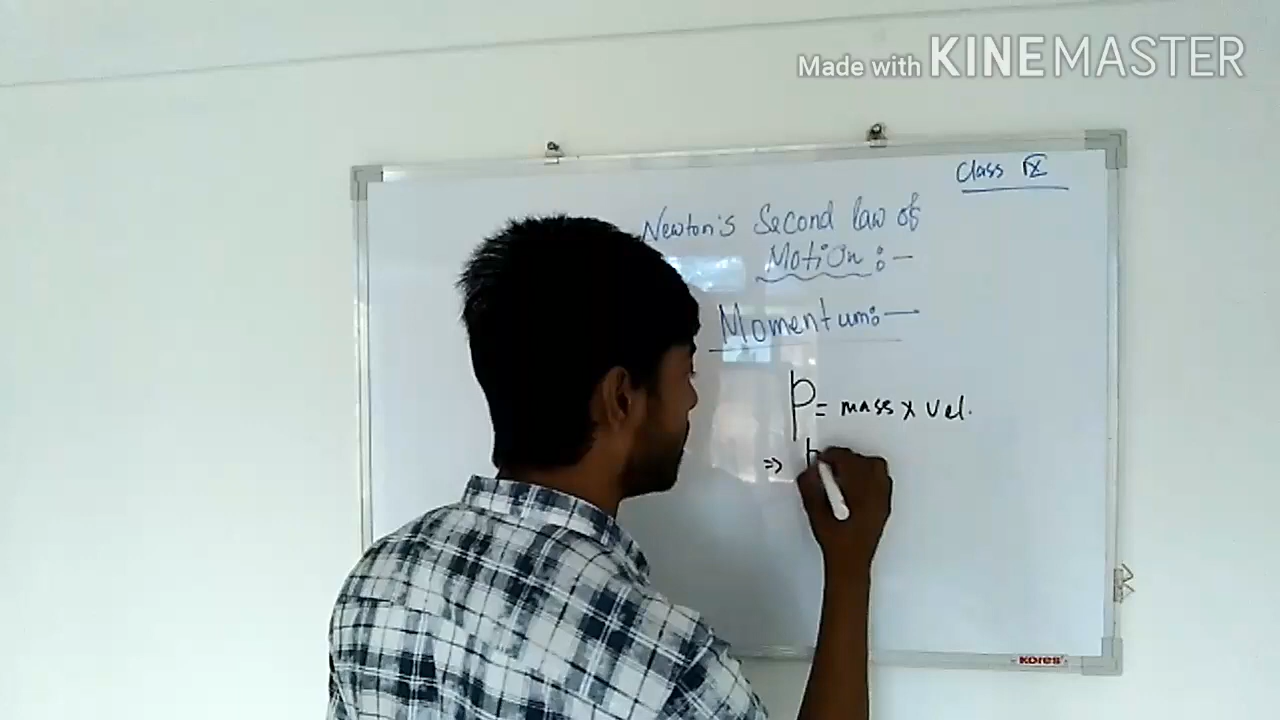 Made with KINEMASTER
Class IX
Newton's Second law of
Motion :-
Momentum:-
P = mass x vel.
⇒
KORES